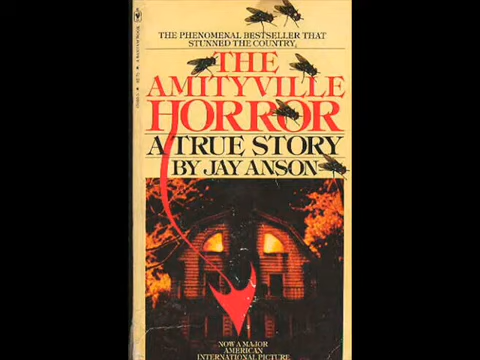 THE PHENOMENAL BESTSELLER THAT
STUNNED THE COUNTRY.
THE
AMITYVILLE
HORROR
A TRUE STORY
BY JAY ANSON
NOW A MAJOR
AMERICAN
INTERNATIONAL PICTURE